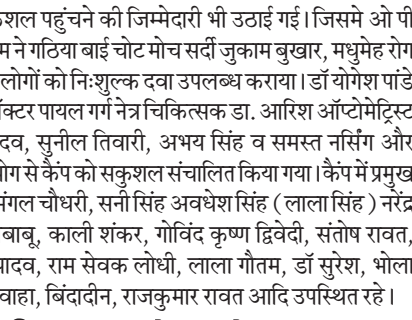 कुशल पहुंचने की जिम्मेदारी भी उठाई गई। जिसमे ओ पी
म ने गठिया बाई चोट मोच सर्दी जुकाम बुखार, मधुमेह रोग
लोगों को निःशुल्क दवा उपलब्ध कराया। डॉ योगेश पांडे
क्टर पायल गर्ग नेत्र चिकित्सक डा. आरिश ऑप्टोमेट्रिस्ट
दव, सुनील तिवारी, अभय सिंह व समस्त नर्सिंग और
योग से कैंप को सकुशल संचालित किया गया। कैंप में प्रमुख
मंगल चौधरी, सनी सिंह अवधेश सिंह ( लाला सिंह ) नरेंद्र
बाबू, काली शंकर, गोविंद कृष्ण द्विवेदी, संतोष रावत,
यादव, राम सेवक लोधी, लाला गौतम, डॉ सुरेश, भोला
वाहा, बिंदादीन, राजकुमार रावत आदि उपस्थित रहे।